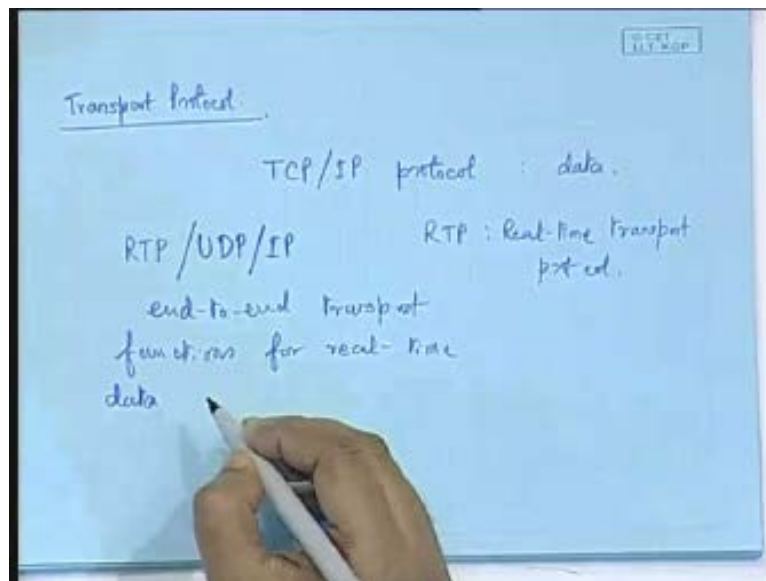 Transport Protocol.
TCP/IP protocol : data.
RTP/UDP/IP
RTP : Real-time transport
protocol.
end-to-end transport
functions for real-time
data